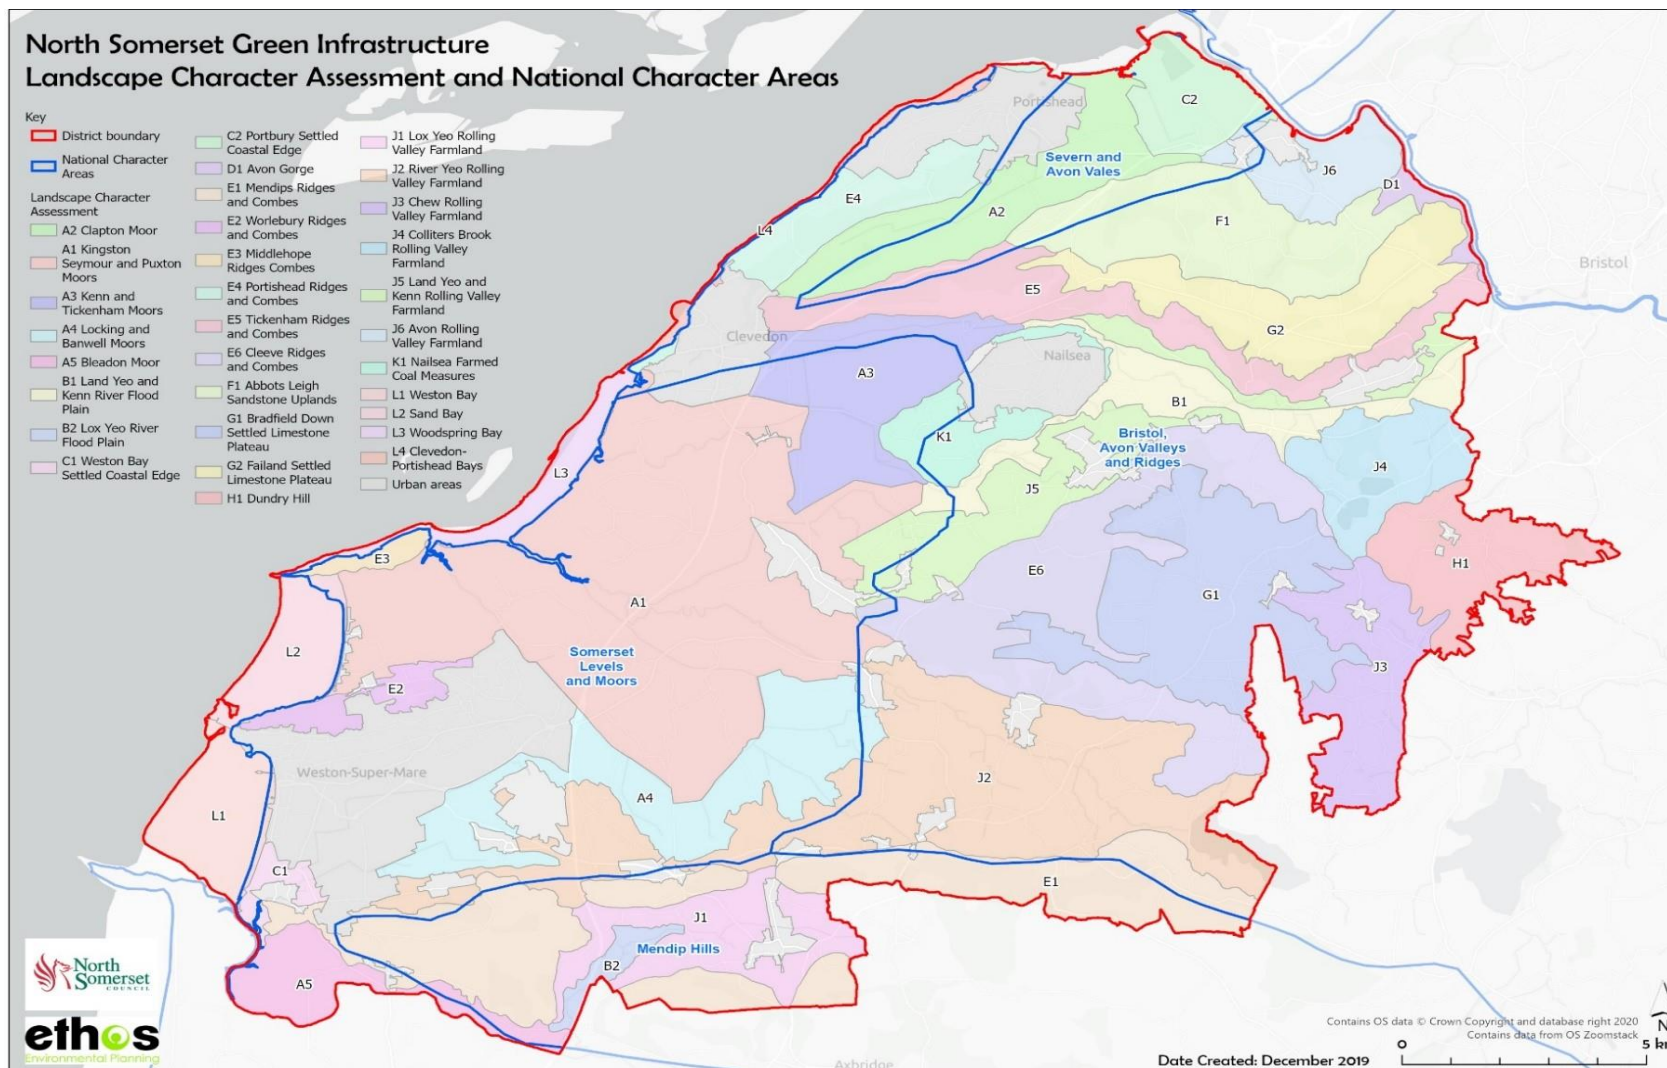 North Somerset Green Infrastructure
Landscape Character Assessment and National Character Areas
Key
District boundary
National Character
Areas
Landscape Character
Assessment
A2 Clapton Moor
A1 Kingston
Seymour and Puxton
Moors
A3 Kenn and
Tickenham Moors
A4 Locking and
Banwell Moors
A5 Bleadon Moor
B1 Land Yeo and
Kenn River Flood
Plain
B2 Lox Yeo River
Flood Plain
C1 Weston Bay
Settled Coastal Edge
C2 Portbury Settled
Coastal Edge
D1 Avon Gorge
E1 Mendips Ridges
and Combes
E2 Worlebury Ridges
and Combes
E3 Middlehope
Ridges Combes
E4 Portishead Ridges
and Combes
E5 Tickenham Ridges
and Combes
E6 Cleeve Ridges
and Combes
F1 Abbots Leigh
Sandstone Uplands
G1 Bradfield Down
Settled Limestone
Plateau
G2 Failand Settled
Limestone Plateau
H1 Dundry Hill
J1 Lox Yeo Rolling
Valley Farmland
J2 River Yeo Rolling
Valley Farmland
J3 Chew Rolling
Valley Farmland
J4 Colliters Brook
Rolling Valley
Farmland
J5 Land Yeo and
Kenn Rolling Valley
Farmland
J6 Avon Rolling
Valley Farmland
K1 Nailsea Farmed
Coal Measures
L1 Weston Bay
L2 Sand Bay
L3 Woodspring Bay
L4 Clevedon-
Portishead Bays
Urban areas
Portishead
C2
Severn and
Avon Vales
J6
D1
E4
A2
F1
L4
Bristol
E5
G2
Clevedon
Nailsea
A3
B1
K1
Bristol,
Avon Valleys
and Ridges
J4
L3
J5
E3
E6
H1
A1
G1
L2
Somerset
Levels
and Moors
J3
E2
Weston-Super-Mare
J2
A4
L1
C1
E1
J1
Mendip Hills
B2
A5
North
Somerset
COUNCIL
ethos
Environmental Planning
Axbridge
Contains OS data © Crown Copyright and database right 2020
Contains data from OS Zoomstack
N
Date Created: December 2019
0
5 km